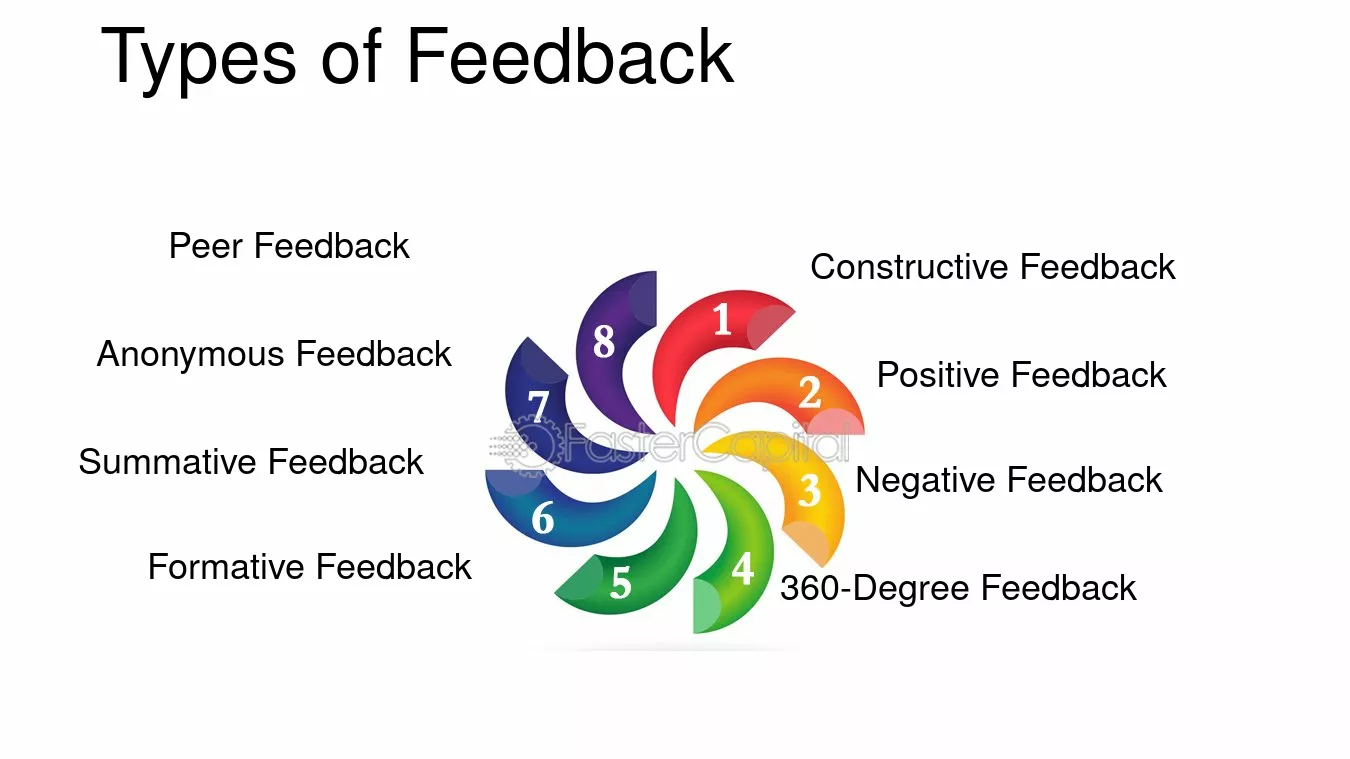 Types of Feedback
Peer Feedback
Constructive Feedback
Anonymous Feedback
Positive Feedback
Summative Feedback
Negative Feedback
Formative Feedback
360-Degree Feedback
1
2
3
4
5
6
7
8
FasterCapital